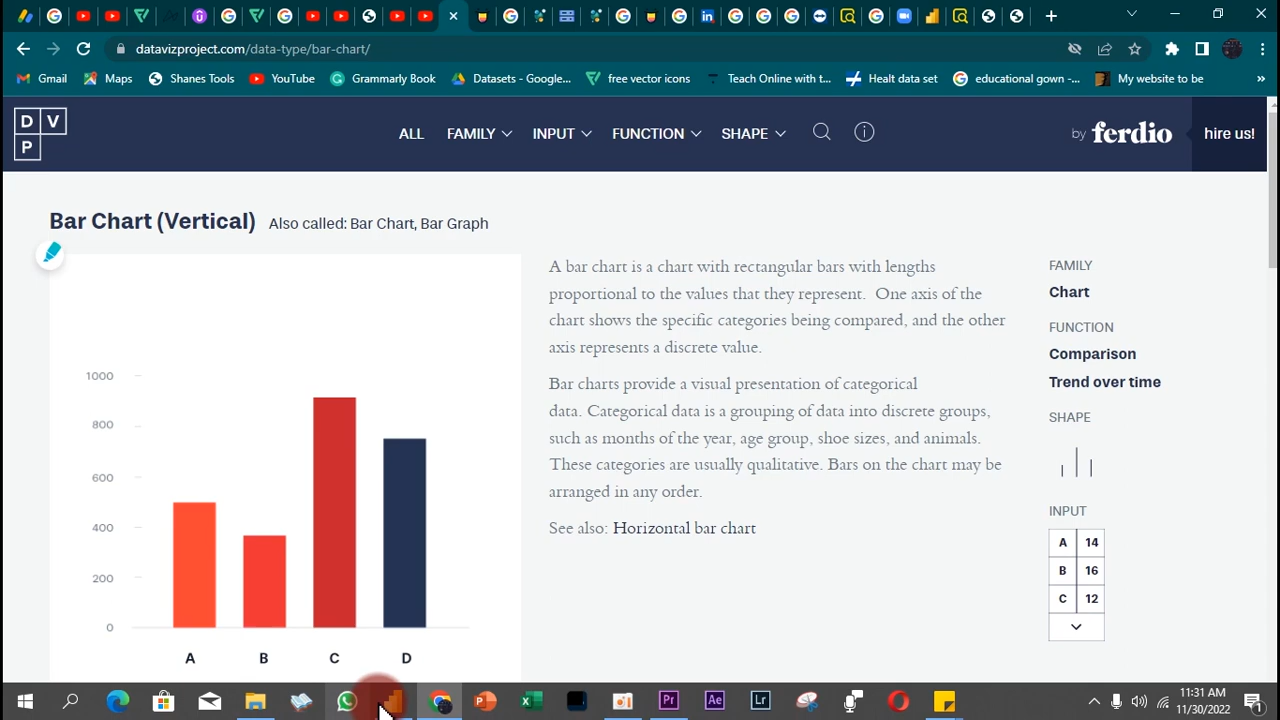 datavizproject.com/data-type/bar-chart/
Gmail
Maps
Shanes Tools
YouTube
Grammarly Book
Datasets - Google...
free vector icons
Teach Online with t...
Healt data set
educational gown -...
My website to be
»
D V
P
ALL
FAMILY
INPUT
FUNCTION
SHAPE
by ferdio
hire us!
Bar Chart (Vertical) Also called: Bar Chart, Bar Graph
1000
800
600
400
200
0
A B C D
A bar chart is a chart with rectangular bars with lengths
proportional to the values that they represent. One axis of the
chart shows the specific categories being compared, and the other
axis represents a discrete value.
Bar charts provide a visual presentation of categorical
data. Categorical data is a grouping of data into discrete groups,
such as months of the year, age group, shoe sizes, and animals.
These categories are usually qualitative. Bars on the chart may be
arranged in any order.
See also: Horizontal bar chart
FAMILY
Chart
FUNCTION
Comparison
Trend over time
SHAPE
INPUT
A 14
B 16
C 12
Pr
Ae
Lr
11:31 AM
11/30/2022